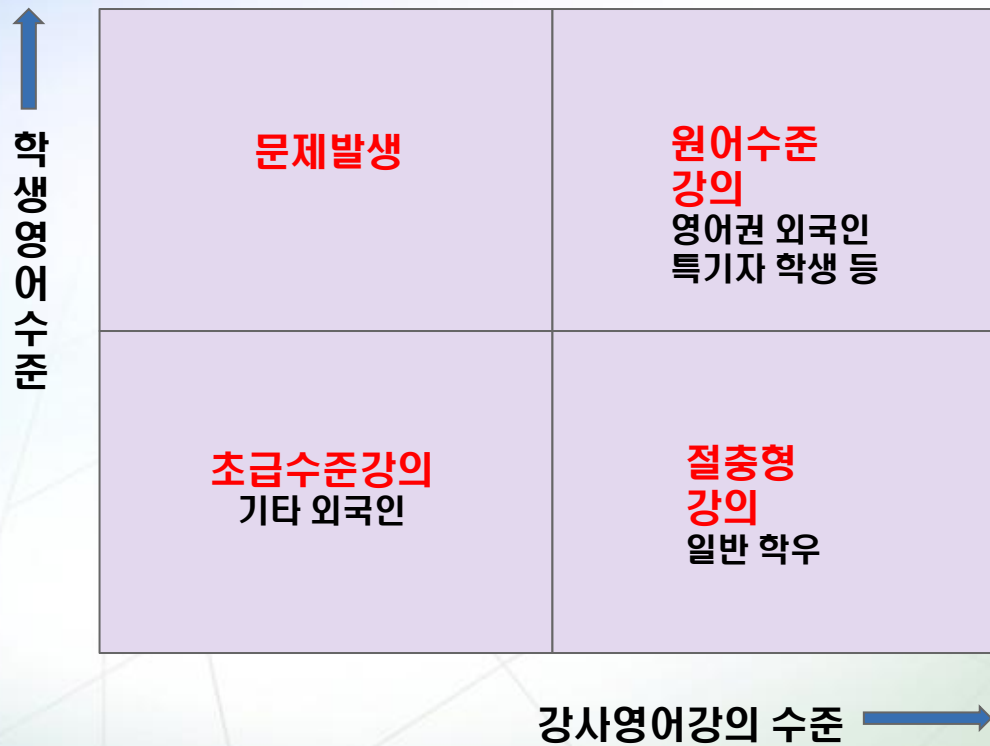 학생영어수준
문제발생
원어수준
강의
영어권 외국인
특기자 학생 등
초급수준강의
기타 외국인
절충형
강의
일반 학우
강사영어강의 수준